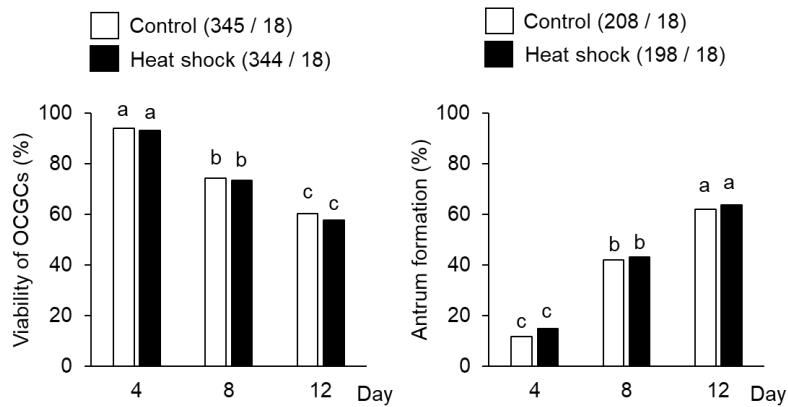 Control (345 / 18)
Heat shock (344 / 18)
Viability of OCGCs (%)
100
80
60
40
20
0
a a
b b
c c
4 8 12 Day
Control (208 / 18)
Heat shock (198 / 18)
Antrum formation (%)
100
80
60
40
20
0
c c
b b
a a
4 8 12 Day